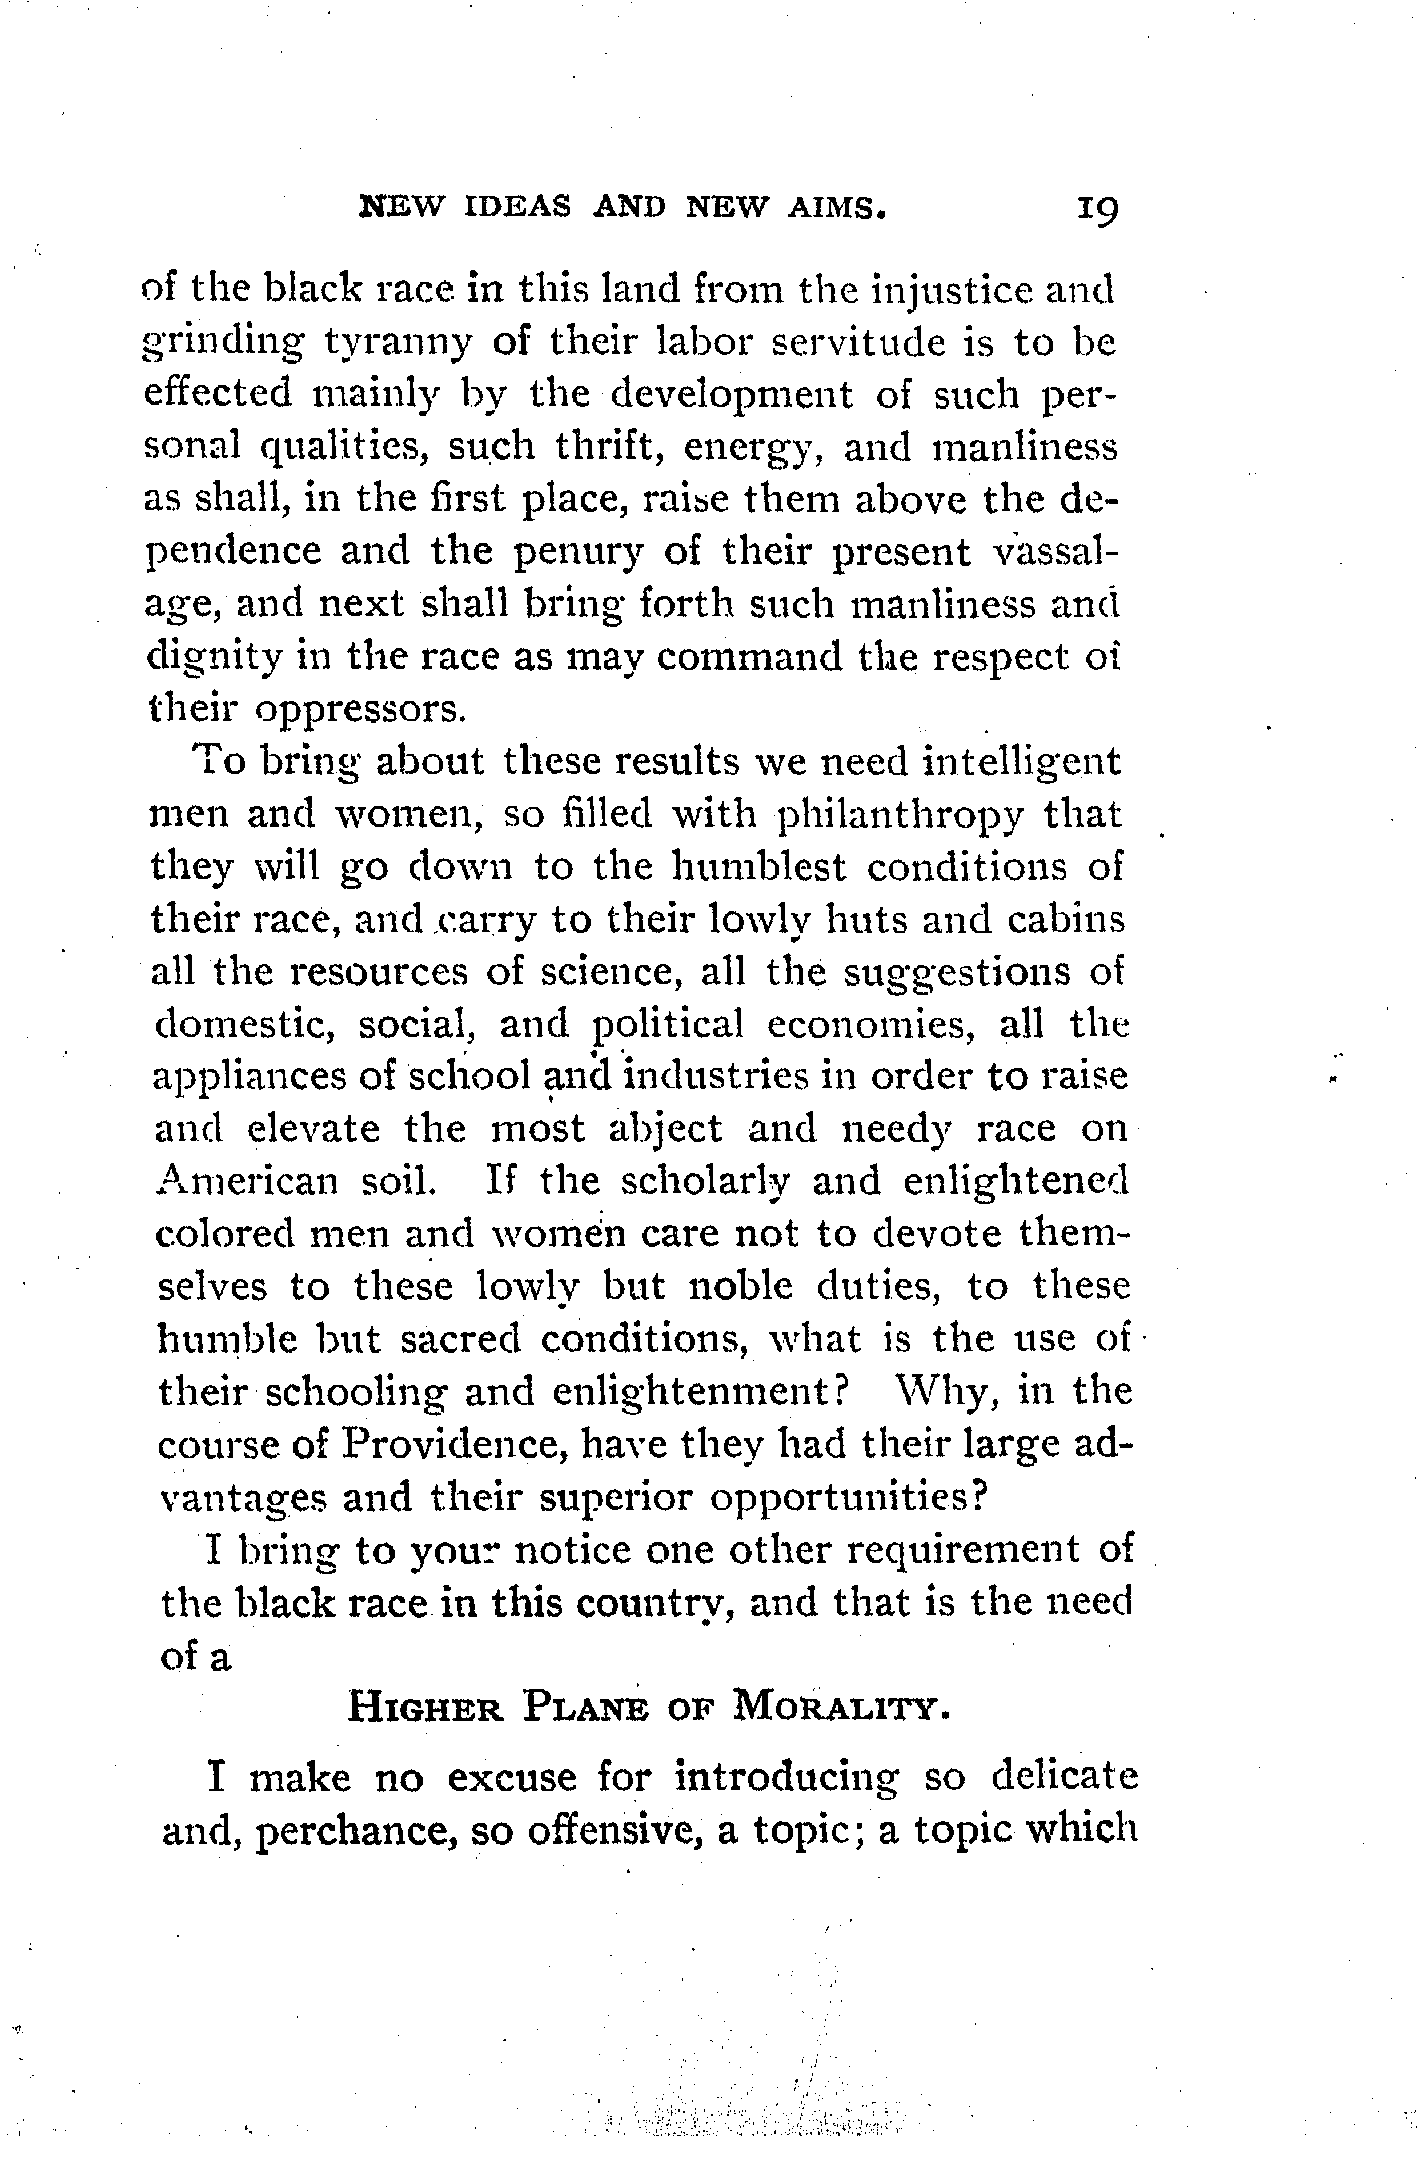 NEW IDEAS AND NEW AIMS. 19
of the black race in this land from the injustice and
grinding tyranny of their labor servitude is to be
effected mainly by the development of such per-
sonal qualities, such thrift, energy, and manliness
as shall, in the first place, raise them above the de-
pendence and the penury of their present vassal-
age, and next shall bring forth such manliness and
dignity in the race as may command the respect of
their oppressors.
To bring about these results we need intelligent
men and women, so filled with philanthropy that
they will go down to the humblest conditions of
their race, and carry to their lowly huts and cabins
all the resources of science, all the suggestions of
domestic, social, and political economies, all the
appliances of school and industries in order to raise
and elevate the most abject and needy race on
American soil. If the scholarly and enlightened
colored men and women care not to devote them-
selves to these lowly but noble duties, to these
humble but sacred conditions, what is the use of
their schooling and enlightenment? Why, in the
course of Providence, have they had their large ad-
vantages and their superior opportunities?
I bring to your notice one other requirement of
the black race in this country, and that is the need
of a
HIGHER PLANE OF MORALITY.
I make no excuse for introducing so delicate
and, perchance, so offensive, a topic; a topic which